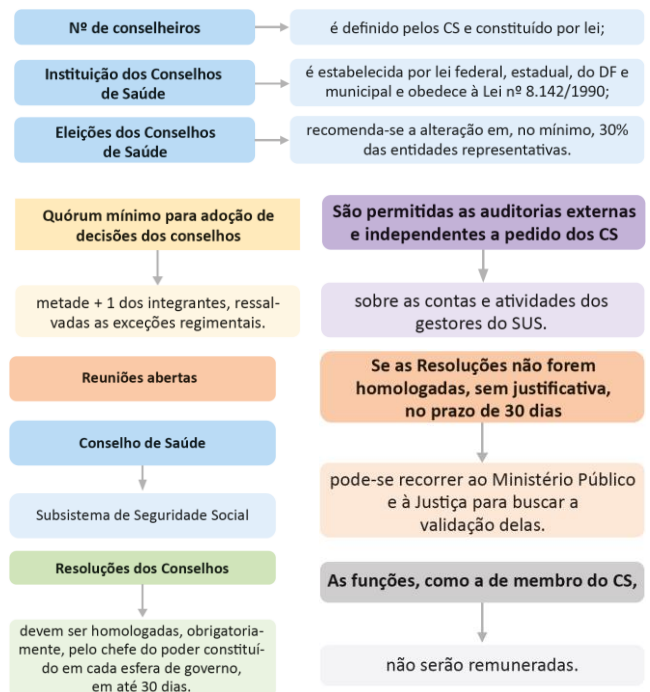 Nº de conselheiros
é definido pelos CS e constituído por lei;
Instituição dos Conselhos
de Saúde
é estabelecida por lei federal, estadual, do DF e
municipal e obedece à Lei nº 8.142/1990;
Eleições dos Conselhos
de Saúde
recomenda-se a alteração em, no mínimo, 30%
das entidades representativas.
Quórum mínimo para adoção de
decisões dos conselhos
metade + 1 dos integrantes, ressal-
vadas as exceções regimentais.
Reuniões abertas
Conselho de Saúde
Subsistema de Seguridade Social
Resoluções dos Conselhos
devem ser homologadas, obrigatoria-
mente, pelo chefe do poder constituí-
do em cada esfera de governo,
em até 30 dias.
São permitidas as auditorias externas
e independentes a pedido dos CS
sobre as contas e atividades dos
gestores do SUS.
Se as Resoluções não forem
homologadas, sem justificativa,
no prazo de 30 dias
pode-se recorrer ao Ministério Público
e à Justiça para buscar a
validação delas.
As funções, como a de membro do CS,
não serão remuneradas.